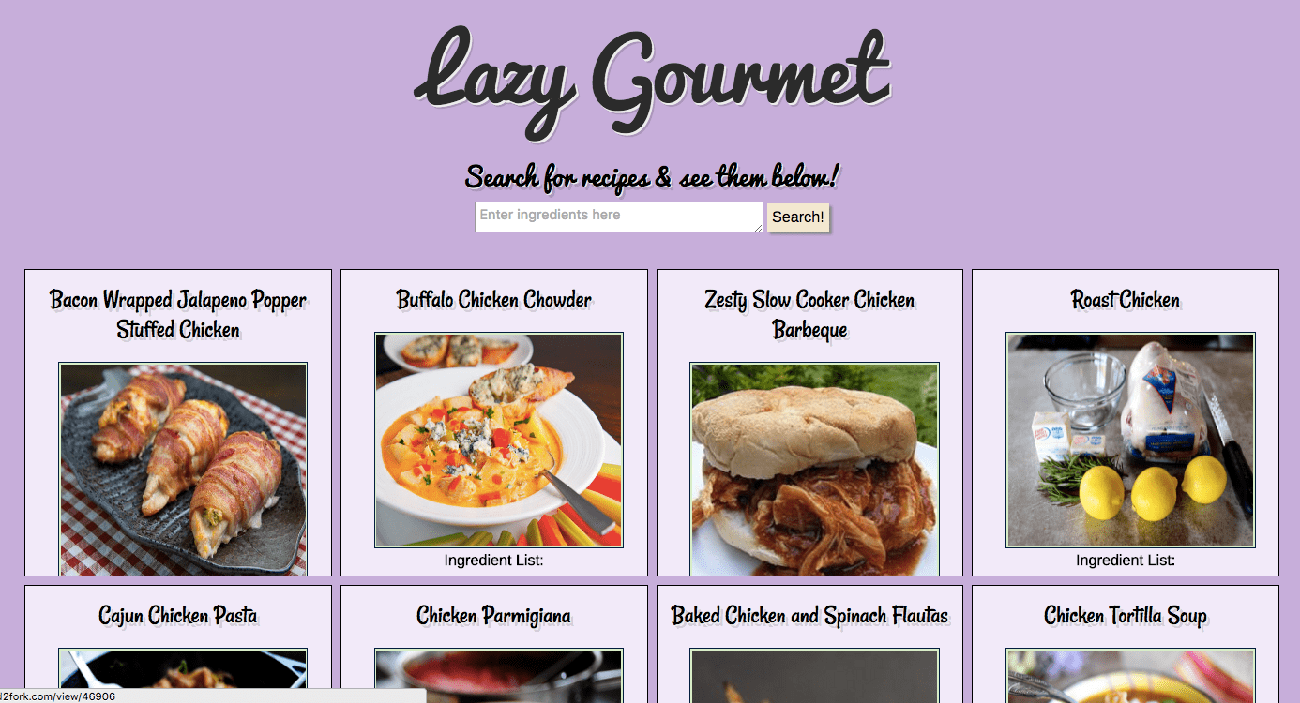 Lazy Gourmet
Search for recipes & see them below!
Enter ingredients here
Search!
Bacon Wrapped Jalapeno Popper
Stuffed Chicken
Buffalo Chicken Chowder
Zesty Slow Cooker Chicken
Barbeque
Roast Chicken
Ingredient List:
Ingredient List:
Cajun Chicken Pasta
Chicken Parmigiana
Baked Chicken and Spinach Flautas
Chicken Tortilla Soup
2fork.com/view/46906